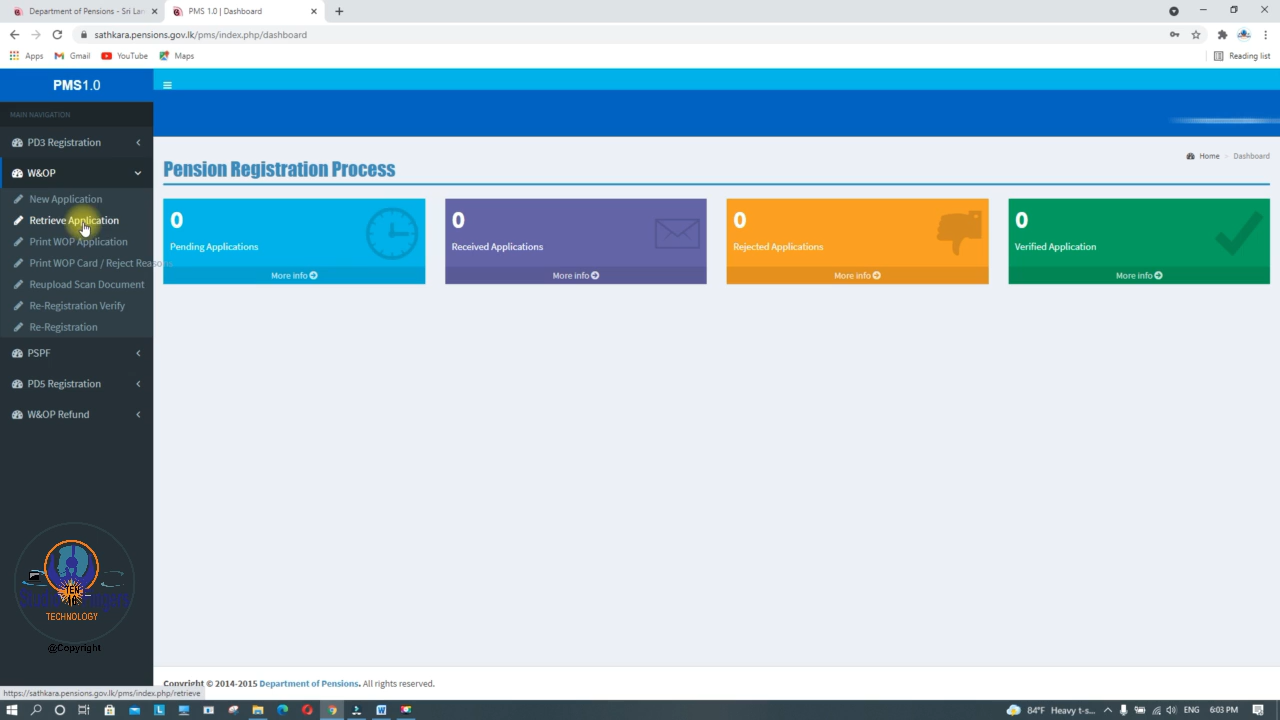 Department of Pensions - Sri Lan
PMS 1.0 | Dashboard
sathkara.pensions.gov.lk/pms/index.php/dashboard
Apps
Gmail
YouTube
Maps
Reading list
PMS1.0
MAIN NAVIGATION
PD3 Registration
W&OP
New Application
Retrieve Application
Print WOP Application
Print WOP Card / Reject Reasons
Reupload Scan Document
Re-Registration Verify
Re-Registration
PSPF
PD5 Registration
W&OP Refund
Home
Dashboard
Pension Registration Process
0
Pending Applications
More info
0
Received Applications
More info
0
Rejected Applications
More info
0
Verified Application
More info
TECHNOLOGY
@Copyright
Copyright © 2014-2015 Department of Pensions. All rights reserved.
https://sathkara.pensions.gov.lk/pms/index.php/retrieve
84°F Heavy t-s...
ENG
6:03 PM